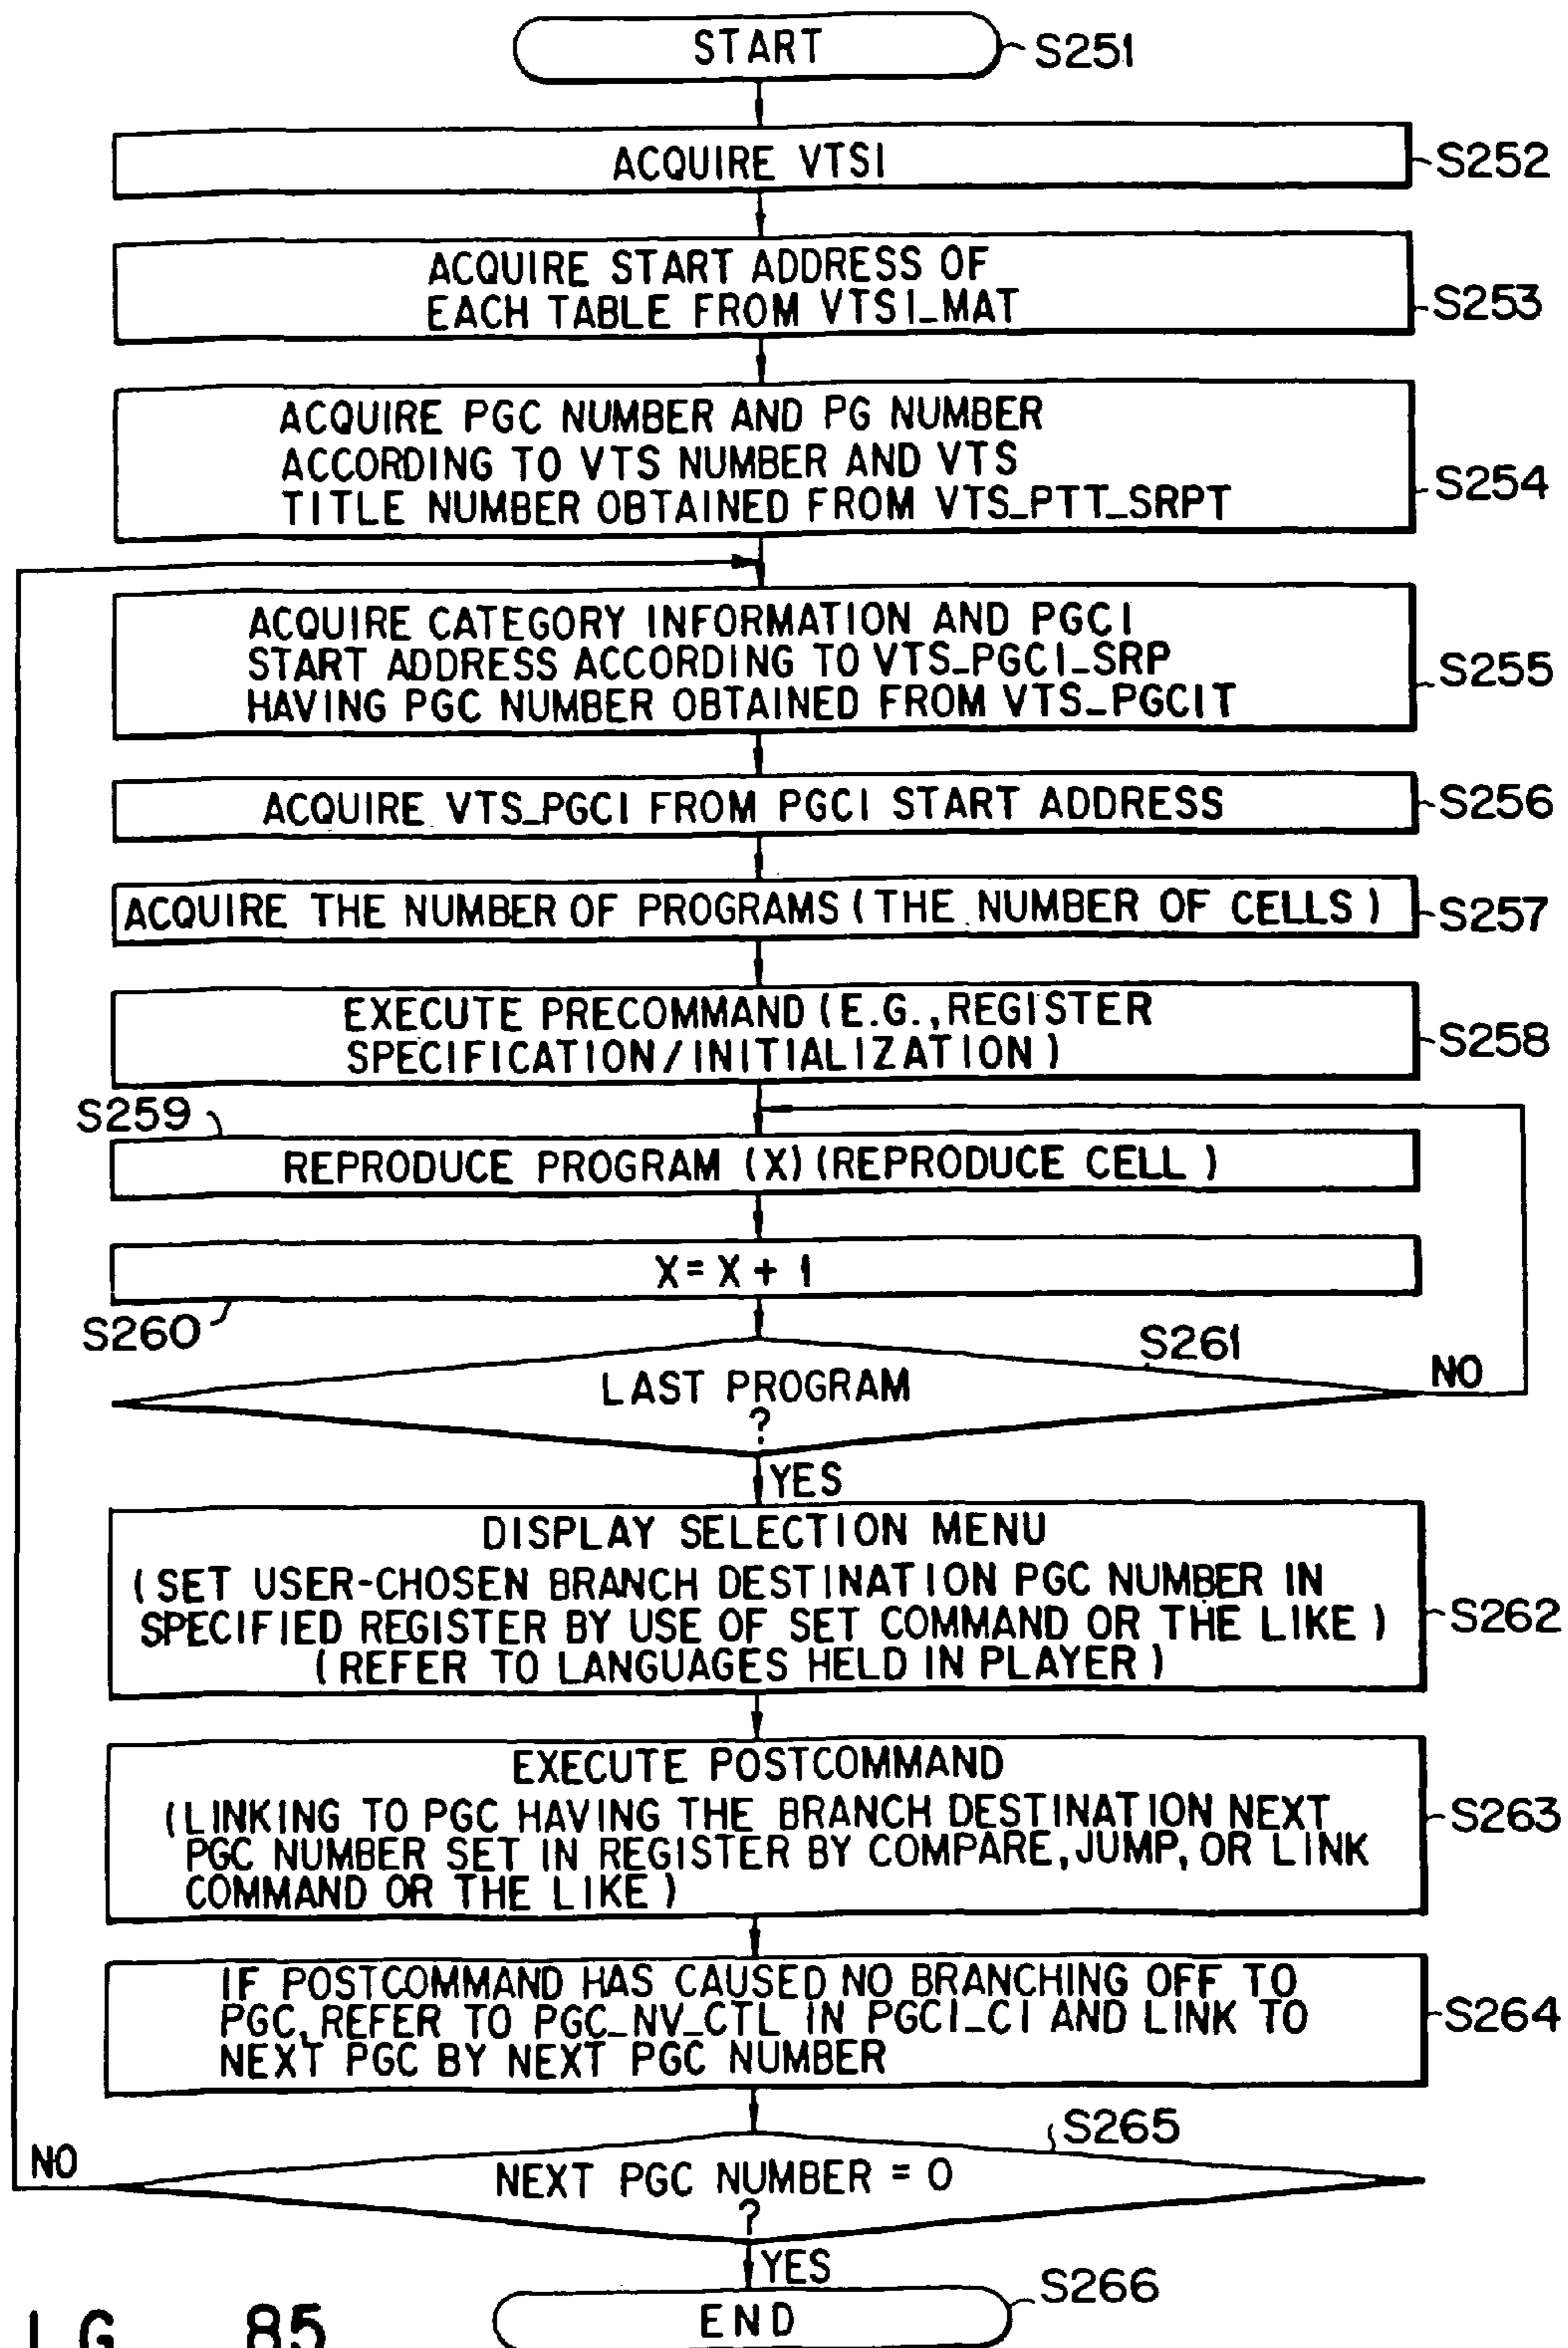 START
S251
ACQUIRE VTSI
S252
ACQUIRE START ADDRESS OF
EACH TABLE FROM VTSI_MAT
S253
ACQUIRE PGC NUMBER AND PG NUMBER
ACCORDING TO VTS NUMBER AND VTS
TITLE NUMBER OBTAINED FROM VTS_PTT_SRPT
S254
ACQUIRE CATEGORY INFORMATION AND PGCI
START ADDRESS ACCORDING TO VTS_PGCI_SRP
HAVING PGC NUMBER OBTAINED FROM VTS_PGCIT
S255
ACQUIRE VTS_PGCI FROM PGCI START ADDRESS
S256
ACQUIRE THE NUMBER OF PROGRAMS (THE NUMBER OF CELLS)
S257
EXECUTE PRECOMMAND (E.G., REGISTER
SPECIFICATION/INITIALIZATION)
S258
S259
REPRODUCE PROGRAM (X) (REPRODUCE CELL)
X = X + 1
S260
S261
LAST PROGRAM
?
NO
YES
DISPLAY SELECTION MENU
(SET USER-CHOSEN BRANCH DESTINATION PGC NUMBER IN
SPECIFIED REGISTER BY USE OF SET COMMAND OR THE LIKE)
(REFER TO LANGUAGES HELD IN PLAYER)
S262
EXECUTE POSTCOMMAND
(LINKING TO PGC HAVING THE BRANCH DESTINATION NEXT
PGC NUMBER SET IN REGISTER BY COMPARE, JUMP, OR LINK
COMMAND OR THE LIKE)
S263
IF POSTCOMMAND HAS CAUSED NO BRANCHING OFF TO
PGC, REFER TO PGC_NV_CTL IN PGCI_CI AND LINK TO
NEXT PGC BY NEXT PGC NUMBER
S264
S265
NO
NEXT PGC NUMBER = 0
?
YES
S266
END
IG. 85